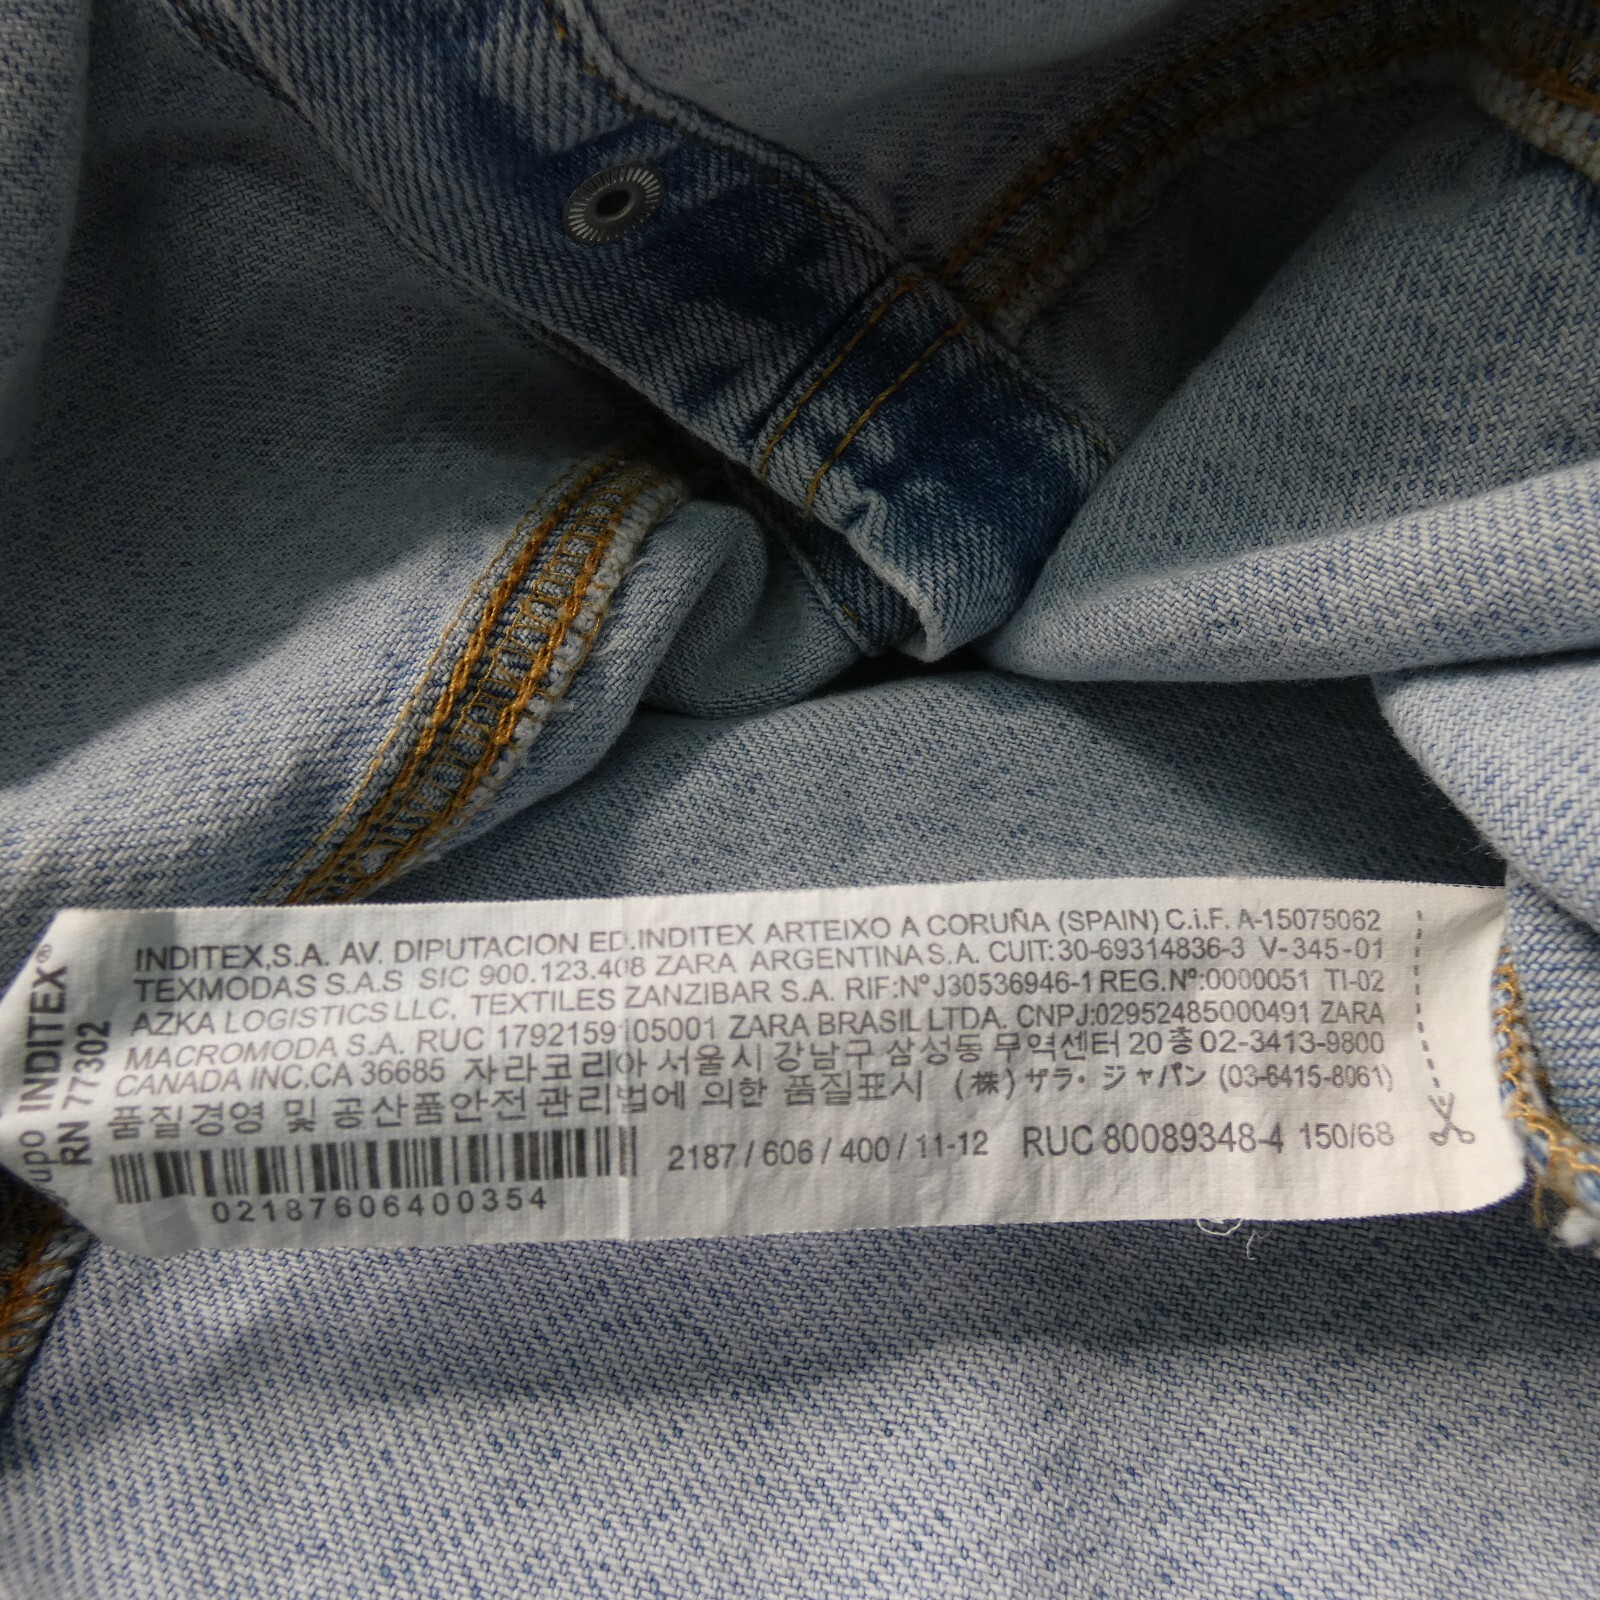 INDITEX,S.A. AV. DIPUTACION ED.INDITEX ARTEIXO A CORUÑA (SPAIN) C.i.F. A-15075062
TEXMODAS S.A.S SIC 900.123.408 ZARA ARGENTINA S.A. CUIT:30-69314836-3 V-345-01
AZKA LOGISTICS LLC, TEXTILES ZANZIBAR S.A. RIF:NºJ30536946-1 REG.Nº:0000051 TI-02
MACROMODA S.A. RUC 1792159105001 ZARA BRASIL LTDA. CNPJ:02952485000491 ZARA
CANADA INC.CA 36685 자라코리아 서울시 강남구 삼성동 무역센터 20층 02-3413-9800
품질경영 및 공산품안전 관리법에 의한 품질표시 (株) ザラ・ジャパン (03-6415-8061)
2187 / 606 / 400 / 11-12 RUC 80089348-4 150/68
02187606400354
upo INDITEX®
RN 77302